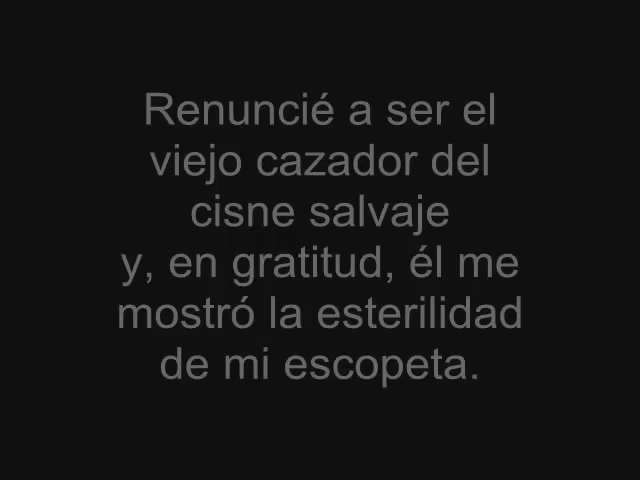 Renuncié a ser el
viejo cazador del
cisne salvaje
y, en gratitud, él me
mostró la esterilidad
de mi escopeta.